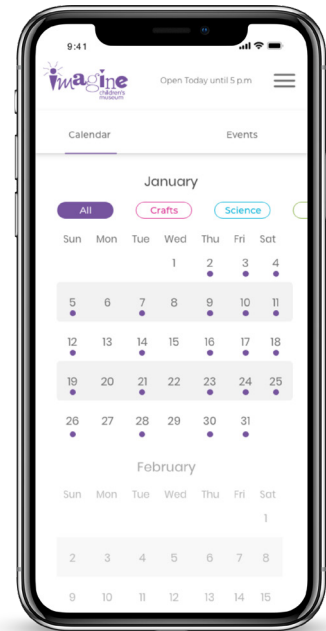 9:41
imagine
children's
museum
Open Today until 5 p.m
Calendar Events
January
All Crafts Science
Sun Mon Tue Wed Thu Fri Sat
1 2 3 4
5 6 7 8 9 10 11
12 13 14 15 16 17 18
19 20 21 22 23 24 25
26 27 28 29 30 31
February
Sun Mon Tue Wed Thu Fri Sat
1
2 3 4 5 6 7 8
9 10 11 12 13 14 15